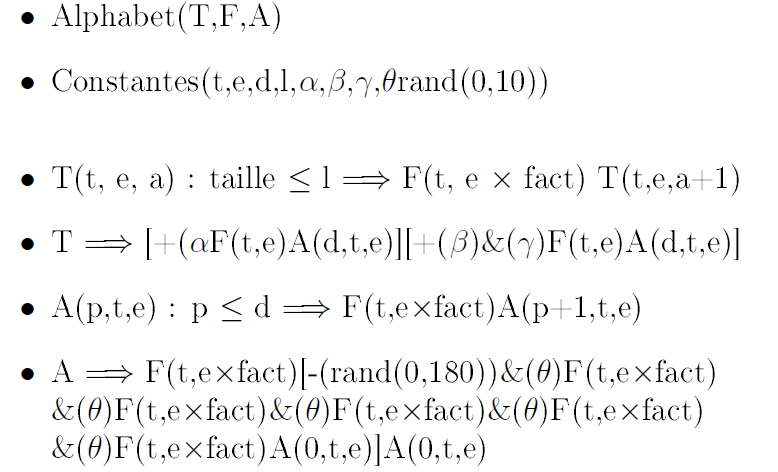 • Alphabet(T,F,A)
• Constantes(t,e,d,l,α,β,γ,θrand(0,10))
• T(t, e, a) : taille ≤ l ⟹ F(t, e × fact) T(t,e,a+1)
• T ⟹ [+(αF(t,e)A(d,t,e)][+(β)&(γ)F(t,e)A(d,t,e)]
• A(p,t,e) : p ≤ d ⟹ F(t,e×fact)A(p+1,t,e)
• A ⟹ F(t,e×fact)[-(rand(0,180))&(θ)F(t,e×fact)
&(θ)F(t,e×fact)&(θ)F(t,e×fact)&(θ)F(t,e×fact)
&(θ)F(t,e×fact)A(0,t,e)]A(0,t,e)